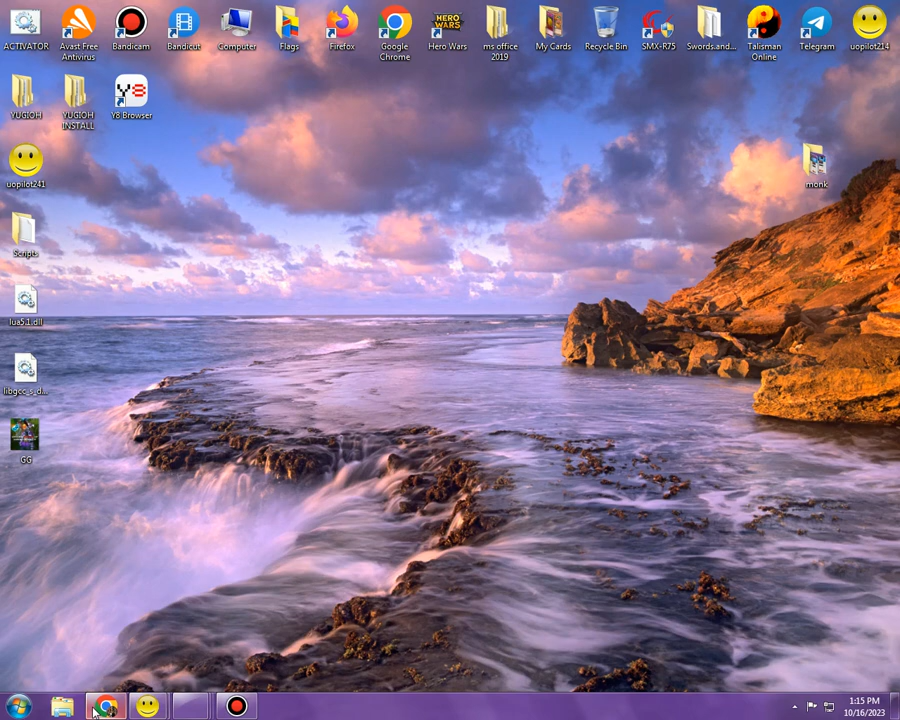 ACTIVATOR
Avast Free
Antivirus
Bandicam
Bandicut
Computer
Flags
Firefox
Google
Chrome
HERO
WARS
Hero Wars
ms office
2019
My Cards
Recycle Bin
SMX-R75
Swords.and...
Talisman
Online
Telegram
uopilot214
YUGIOH
YUGIOH
INSTALL
Y8
Y8 Browser
uopilot241
monk
Scripts
lua5.1.dll
libgcc_s_d...
GG
1:15 PM
10/16/2023